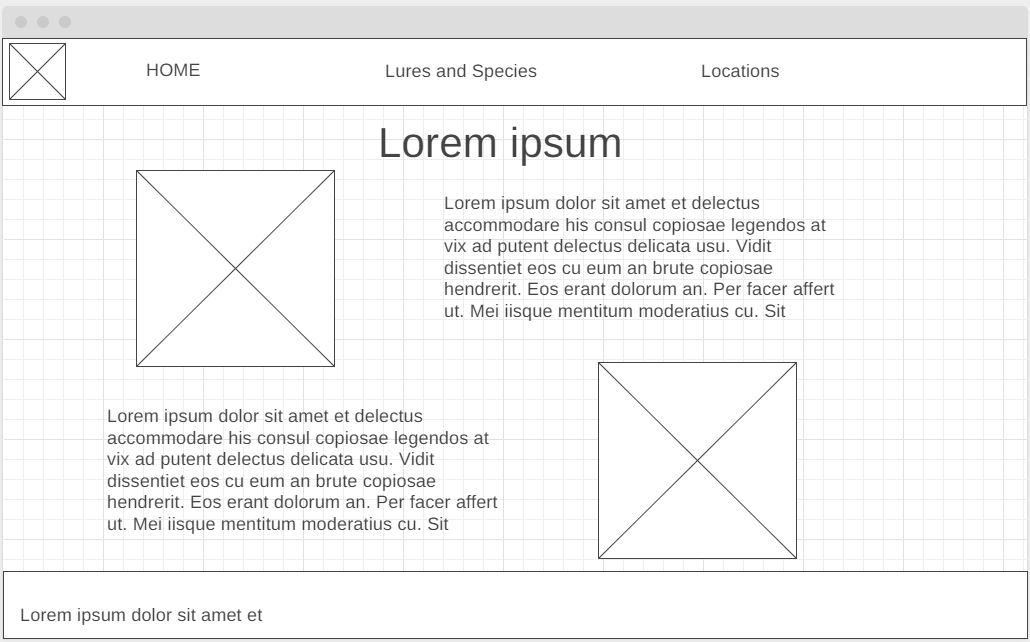 HOME
Lures and Species
Locations
Lorem ipsum
Lorem ipsum dolor sit amet et delectus
accommodare his consul copiosae legendos at
vix ad putent delectus delicata usu. Vidit
dissentiet eos cu eum an brute copiosae
hendrerit. Eos erant dolorum an. Per facer affert
ut. Mei iisque mentitum moderatius cu. Sit
Lorem ipsum dolor sit amet et delectus
accommodare his consul copiosae legendos at
vix ad putent delectus delicata usu. Vidit
dissentiet eos cu eum an brute copiosae
hendrerit. Eos erant dolorum an. Per facer affert
ut. Mei iisque mentitum moderatius cu. Sit
Lorem ipsum dolor sit amet et